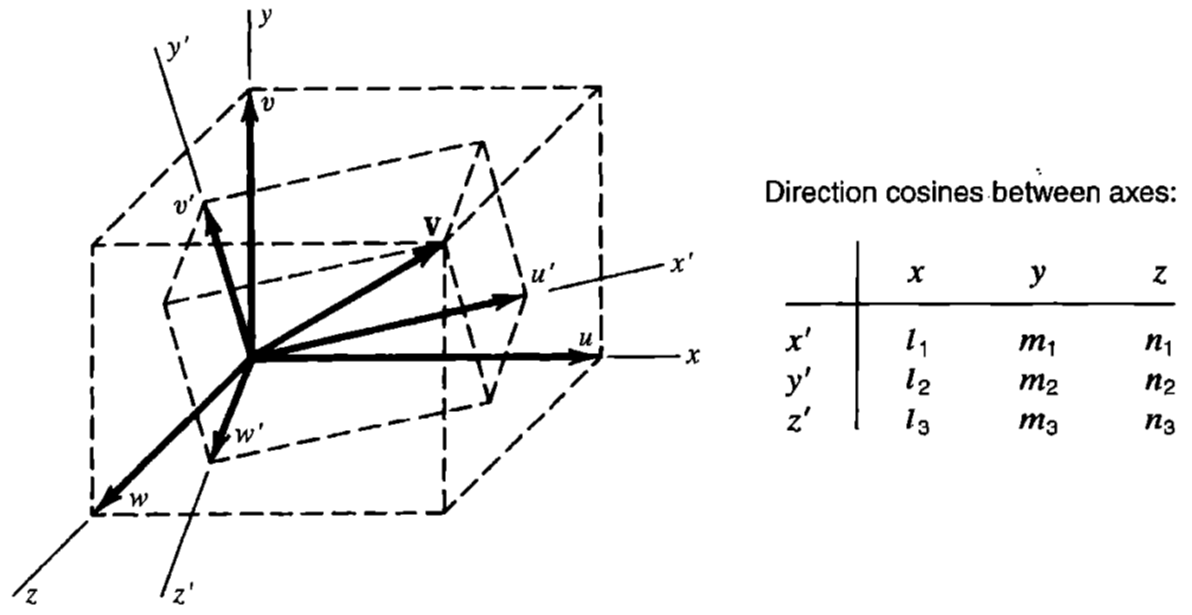 y
y′
v
v′
V
u′
x′
u
x
w′
w
z
z′
Direction cosines between axes:
x y z
x′ l₁ m₁ n₁
y′ l₂ m₂ n₂
z′ l₃ m₃ n₃